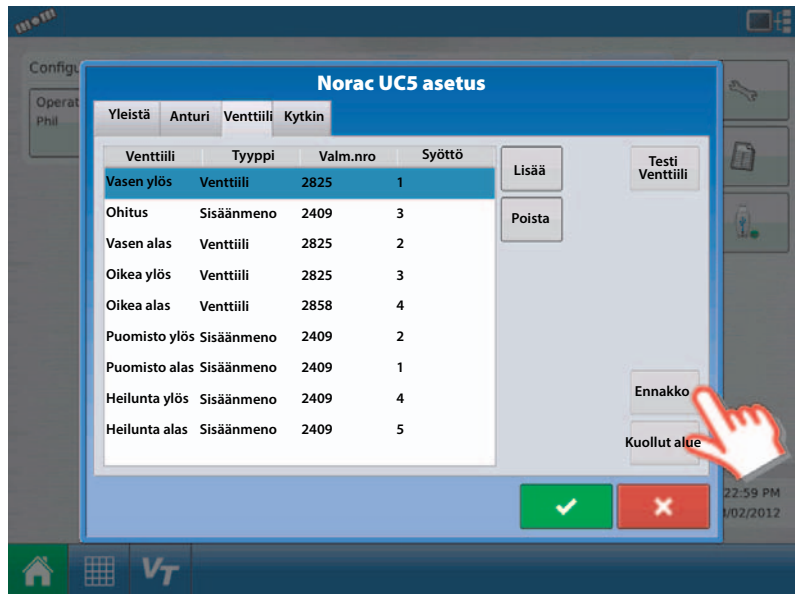 Configu
Operat
Phil
Norac UC5 asetus
Yleistä Anturi Venttiili Kytkin
Venttiili Tyyppi Valm.nro Syöttö
Vasen ylös Venttiili 2825 1
Ohitus Sisäänmeno 2409 3
Vasen alas Venttiili 2825 2
Oikea ylös Venttiili 2825 3
Oikea alas Venttiili 2858 4
Puomisto ylös Sisäänmeno 2409 2
Puomisto alas Sisäänmeno 2409 1
Heilunta ylös Sisäänmeno 2409 4
Heilunta alas Sisäänmeno 2409 5
Lisää
Poista
Testi
Venttiili
Ennakko
Kuollut alue
22:59 PM
/02/2012
VT